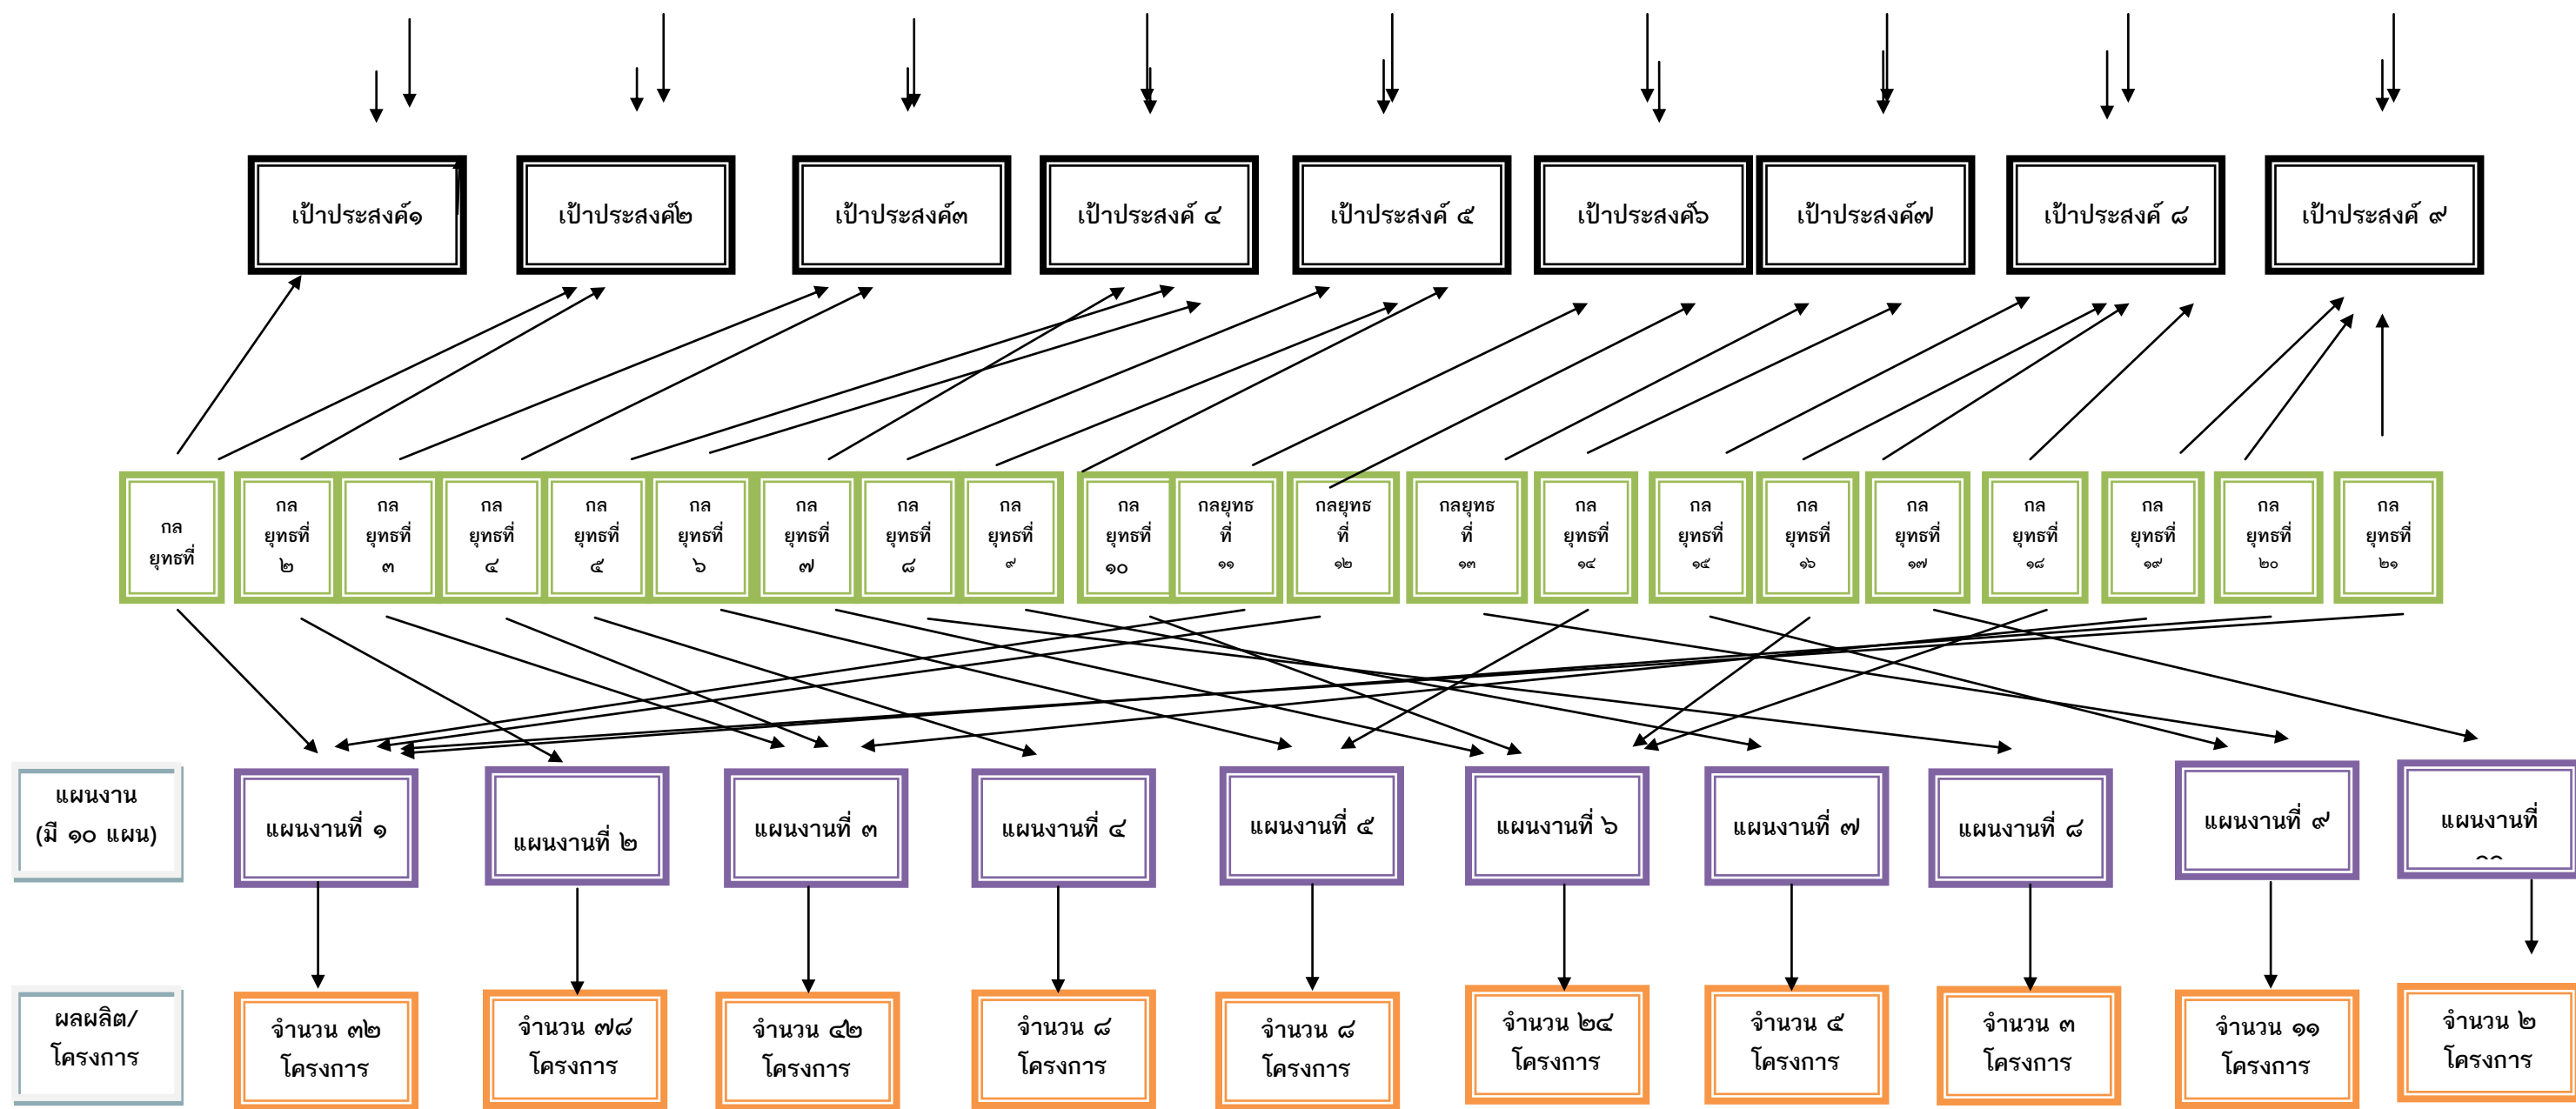 เป้าประสงค์๑
เป้าประสงค์๒
เป้าประสงค์๓
เป้าประสงค์ ๔
เป้าประสงค์ ๕
เป้าประสงค์๖
เป้าประสงค์๗
เป้าประสงค์ ๘
เป้าประสงค์ ๙
กล
ยุทธที่
กล
ยุทธที่
๒
กล
ยุทธที่
๓
กล
ยุทธที่
๔
กล
ยุทธที่
๕
กล
ยุทธที่
๖
กล
ยุทธที่
๗
กล
ยุทธที่
๘
กล
ยุทธที่
๙
กล
ยุทธที่
๑๐
กลยุทธ
ที่
๑๑
กลยุทธ
ที่
๑๒
กลยุทธ
ที่
๑๓
กล
ยุทธที่
๑๔
กล
ยุทธที่
๑๕
กล
ยุทธที่
๑๖
กล
ยุทธที่
๑๗
กล
ยุทธที่
๑๘
กล
ยุทธที่
๑๙
กล
ยุทธที่
๒๐
กล
ยุทธที่
๒๑
แผนงาน
(มี ๑๐ แผน)
แผนงานที่ ๑
แผนงานที่ ๒
แผนงานที่ ๓
แผนงานที่ ๔
แผนงานที่ ๕
แผนงานที่ ๖
แผนงานที่ ๗
แผนงานที่ ๘
แผนงานที่ ๙
แผนงานที่
ผลผลิต/
โครงการ
จำนวน ๓๒
โครงการ
จำนวน ๗๘
โครงการ
จำนวน ๔๒
โครงการ
จำนวน ๘
โครงการ
จำนวน ๘
โครงการ
จำนวน ๒๔
โครงการ
จำนวน ๕
โครงการ
จำนวน ๓
โครงการ
จำนวน ๑๑
โครงการ
จำนวน ๒
โครงการ